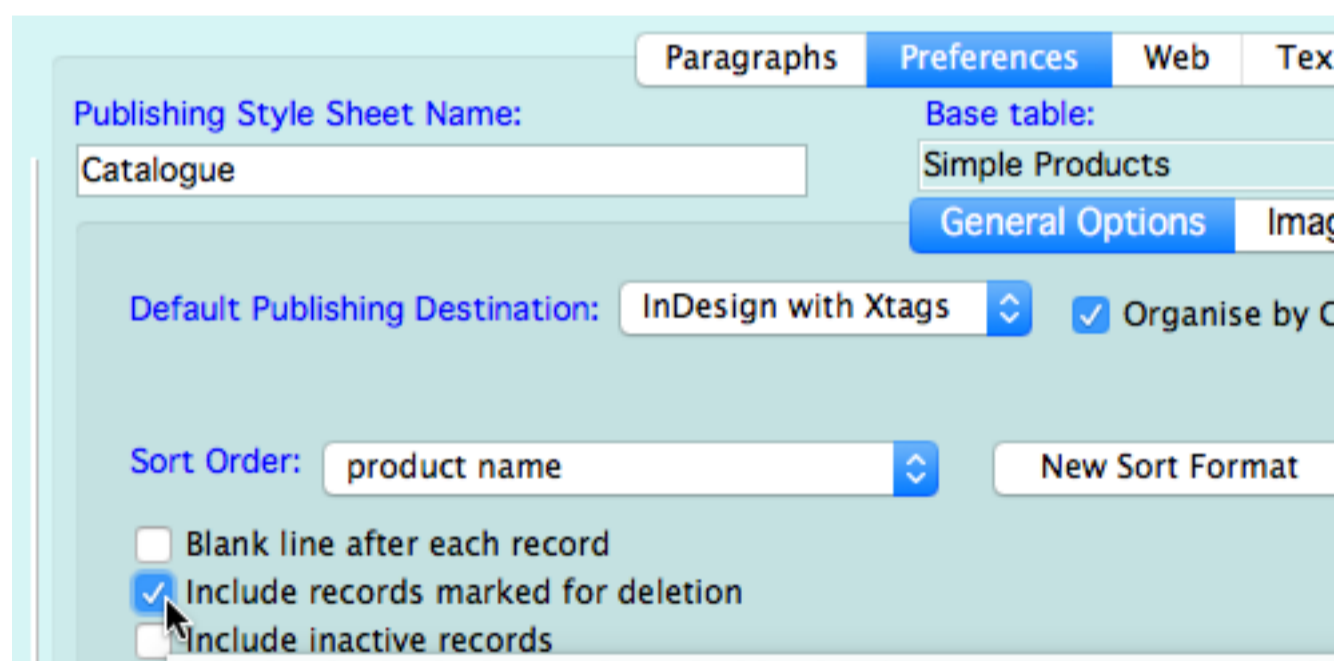 Paragraphs Preferences Web Tex
Publishing Style Sheet Name: Base table:
Catalogue Simple Products
General Options Imag
Default Publishing Destination: InDesign with Xtags Organise by C
Sort Order: product name New Sort Format
Blank line after each record
Include records marked for deletion
Include inactive records